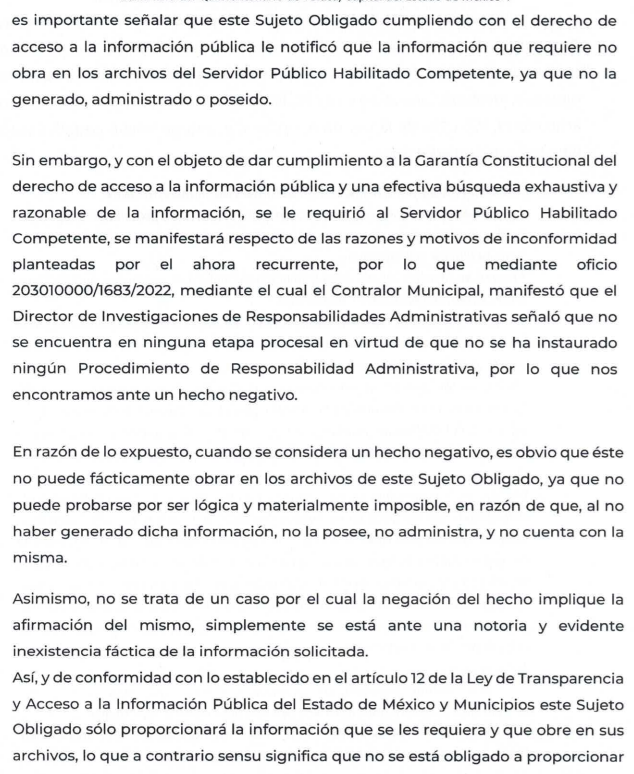 es importante señalar que este Sujeto Obligado cumpliendo con el derecho de
acceso a la información pública le notificó que la información que requiere no
obra en los archivos del Servidor Público Habilitado Competente, ya que no la
generado, administrado o poseido.
Sin embargo, y con el objeto de dar cumplimiento a la Garantía Constitucional del
derecho de acceso a la información pública y una efectiva búsqueda exhaustiva y
razonable de la información, se le requirió al Servidor Público Habilitado
Competente, se manifestará respecto de las razones y motivos de inconformidad
planteadas por el ahora recurrente, por lo que mediante oficio
203010000/1683/2022, mediante el cual el Contralor Municipal, manifestó que el
Director de Investigaciones de Responsabilidades Administrativas señaló que no
se encuentra en ninguna etapa procesal en virtud de que no se ha instaurado
ningún Procedimiento de Responsabilidad Administrativa, por lo que nos
encontramos ante un hecho negativo.
En razón de lo expuesto, cuando se considera un hecho negativo, es obvio que éste
no puede fácticamente obrar en los archivos de este Sujeto Obligado, ya que no
puede probarse por ser lógica y materialmente imposible, en razón de que, al no
haber generado dicha información, no la posee, no administra, y no cuenta con la
misma.
Asimismo, no se trata de un caso por el cual la negación del hecho implique la
afirmación del mismo, simplemente se está ante una notoria y evidente
inexistencia fáctica de la información solicitada.
Así, y de conformidad con lo establecido en el artículo 12 de la Ley de Transparencia
y Acceso a la Información Pública del Estado de México y Municipios este Sujeto
Obligado sólo proporcionará la información que se les requiera y que obre en sus
archivos, lo que a contrario sensu significa que no se está obligado a proporcionar